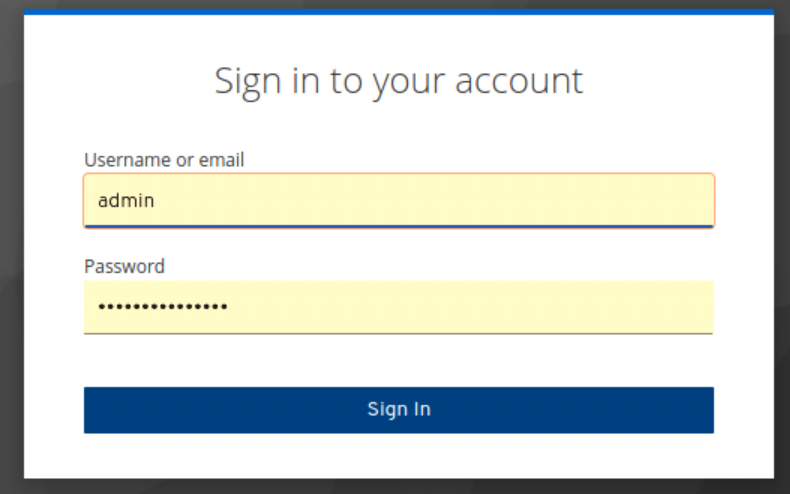 Sign in to your account
Username or email
admin
Password
•••••••••••••••
Sign In